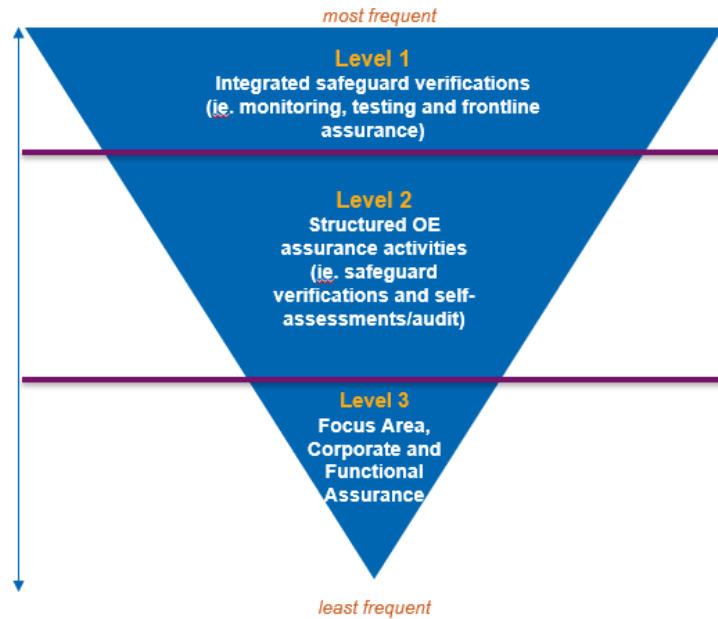 most frequent
Level 1
Integrated safeguard verifications
(ie. monitoring, testing and frontline
assurance)
Level 2
Structured OE
assurance activities
(ie. safeguard
verifications and self-
assessments/audit)
Level 3
Focus Area,
Corporate and
Functional
Assurance
least frequent